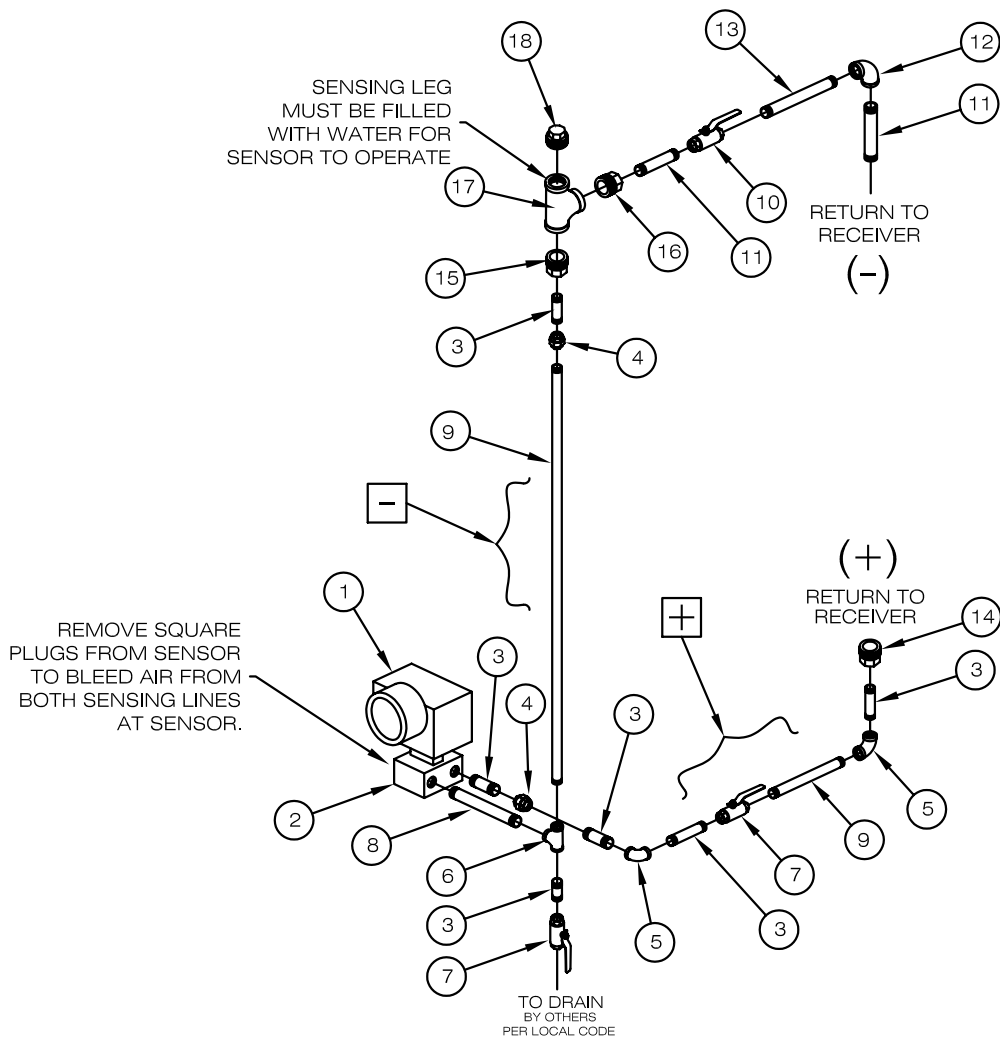 18
13
12
SENSING LEG
MUST BE FILLED
WITH WATER FOR
SENSOR TO OPERATE
11
17
10
RETURN TO
RECEIVER
(-)
16
11
15
3
4
9
-
(+)
RETURN TO
RECEIVER
1
+
14
REMOVE SQUARE
PLUGS FROM SENSOR
TO BLEED AIR FROM
BOTH SENSING LINES
AT SENSOR.
3
3
4
3
2
5
8
9
6
7
3
3
5
7
TO DRAIN
BY OTHERS
PER LOCAL CODE